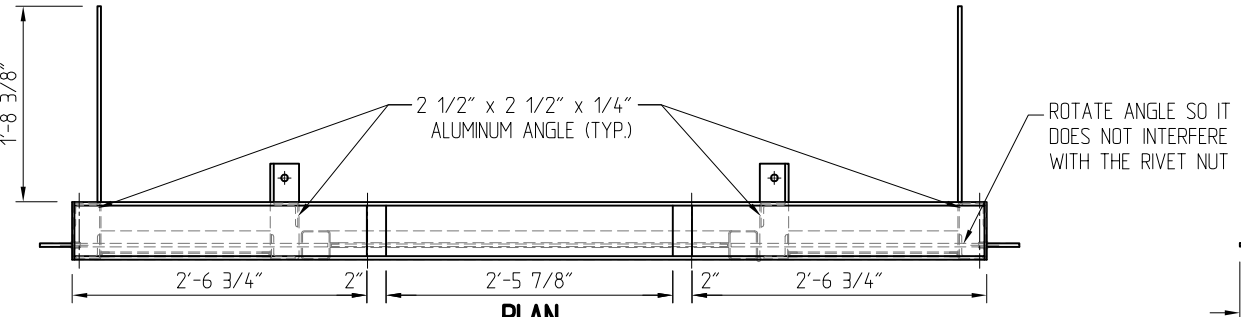 1'-8 3/8"
2 1/2" x 2 1/2" x 1/4"
ALUMINUM ANGLE (TYP.)
ROTATE ANGLE SO IT
DOES NOT INTERFERE
WITH THE RIVET NUT
2'-6 3/4" 2" 2'-5 7/8" 2" 2'-6 3/4"
PLAN